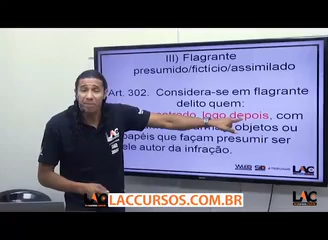 III) Flagrante
presumido/fictício/assimilado
Art. 302. Considera-se em flagrante
delito quem:
logo depois, com
objetos ou
papéis que façam presumir ser
ele autor da infração.
LAC
LAC
LACCURSOS.COM.BR
LAC